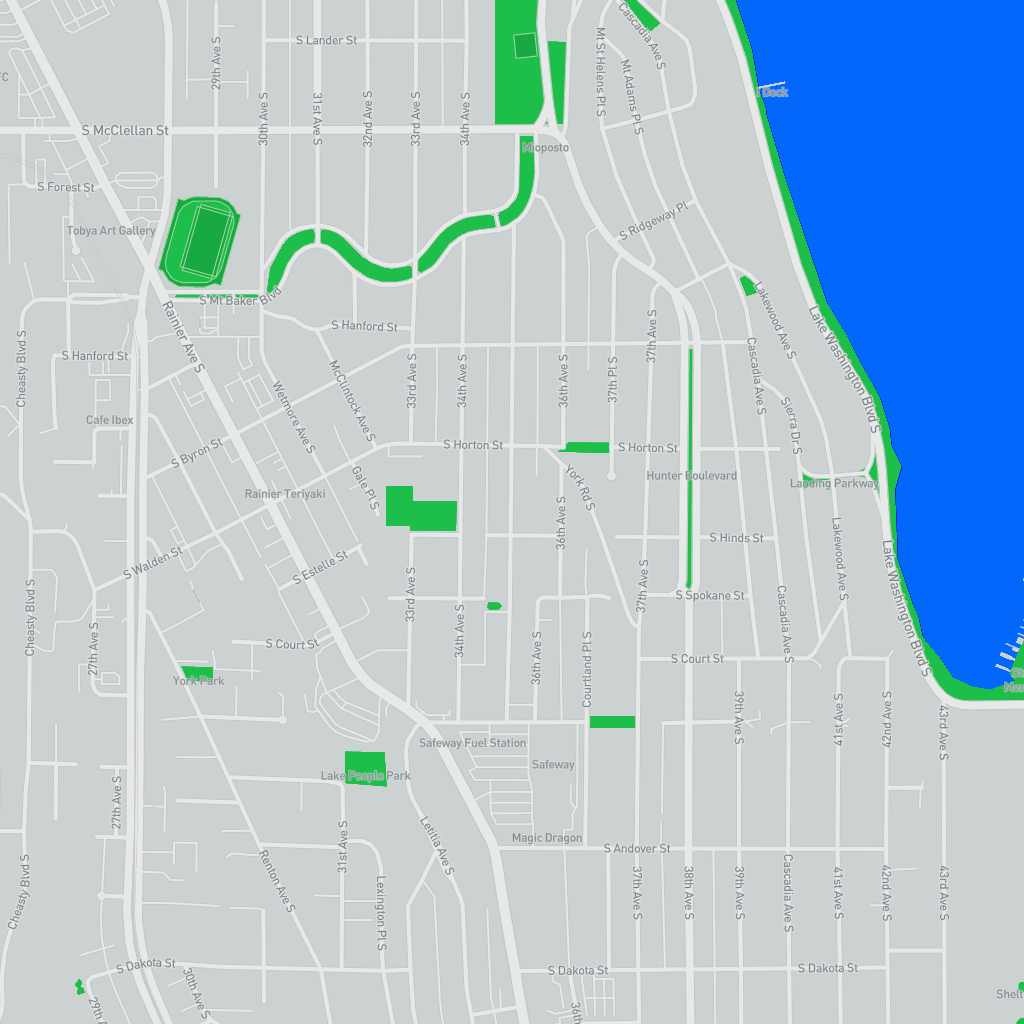 Cascadia Ave S
S Lander St
29th Ave S
Mt St Helens Pl S
Mt Adams Pl S
FC
Dock
30th Ave S
31st Ave S
32nd Ave S
33rd Ave S
34th Ave S
S McClellan St
Mioposto
S Forest St
Tobya Art Gallery
S Ridgeway Pl
S Mt Baker Blvd
Lakewood Ave S
Lake Washington Blvd S
Rainier Ave S
S Hanford St
37th Ave S
Cheasty Blvd S
S Hanford St
McClintock Ave S
33rd Ave S
34th Ave S
36th Ave S
37th Pl S
Cascadia Ave S
Wetmore Ave S
Sierra Dr S
Cafe Ibex
S Byron St
S Horton St
S Horton St
Hunter Boulevard
Landing Parkway
Rainier Teriyaki
Gale Pl S
York Rd S
36th Ave S
S Hinds St
Lakewood Ave S
S Walden St
S Estelle St
Lake Washington Blvd S
33rd Ave S
37th Ave S
S Spokane St
Cheasty Blvd S
27th Ave S
34th Ave S
36th Ave S
Courtland Pl S
Cascadia Ave S
S Court St
S Court St
York Park
39th Ave S
41st Ave S
42nd Ave S
43rd Ave S
Safeway Fuel Station
Safeway
Lake People Park
27th Ave S
31st Ave S
Letitia Ave S
Magic Dragon
S Andover St
Cheasty Blvd S
Renton Ave S
Lexington Pl S
37th Ave S
38th Ave S
39th Ave S
Cascadia Ave S
41st Ave S
42nd Ave S
43rd Ave S
S Dakota St
S Dakota St
S Dakota St
30th Ave S
29th A
36th
Shelt